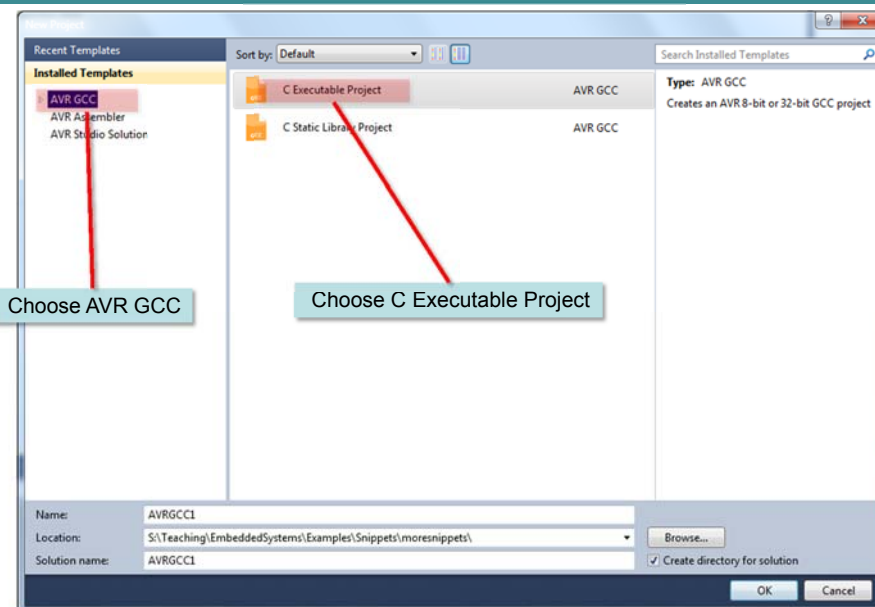 New Project
Recent Templates
Installed Templates
AVR GCC
AVR Assembler
AVR Studio Solution
Sort by: Default
C Executable Project AVR GCC
C Static Library Project AVR GCC
Search Installed Templates
Type: AVR GCC
Creates an AVR 8-bit or 32-bit GCC project
Choose AVR GCC
Choose C Executable Project
Name: AVRGCC1
Location: S:\Teaching\EmbeddedSystems\Examples\Snippets\moresnippets\
Browse...
Solution name: AVRGCC1
Create directory for solution
OK Cancel